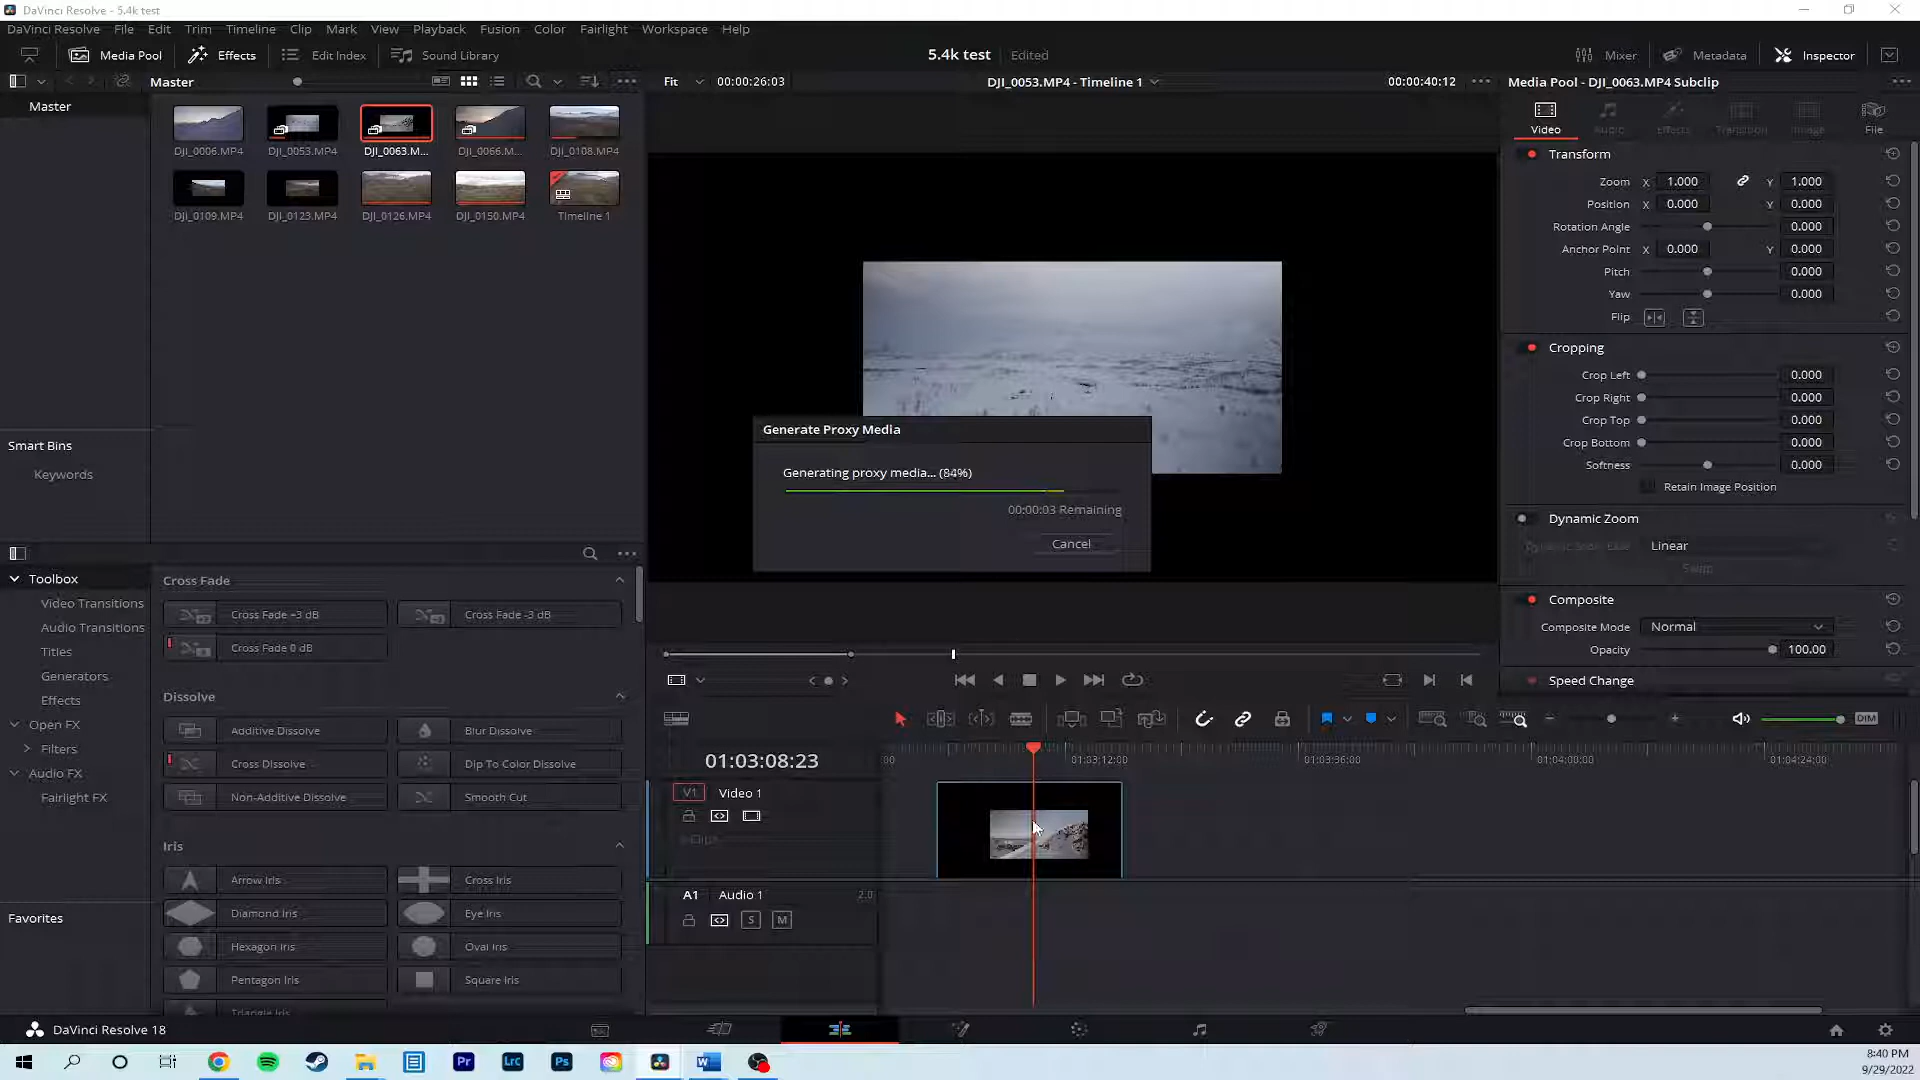 DaVinci Resolve - 5.4k test
DaVinci Resolve File Edit Trim Timeline Clip Mark View Playback Fusion Color Fairlight Workspace Help
Media Pool Effects Edit Index Sound Library 5.4k test Edited Mixer Metadata Inspector
Master Fit 00:00:26:03 DJI_0053.MP4 - Timeline 1 00:00:40:12 Media Pool - DJI_0063.MP4 Subclip
Master
Video Audio Effects Transition Image File
DJI_0006.MP4 DJI_0053.MP4 DJI_0063.M... DJI_0066.M... DJI_0108.MP4
DJI_0109.MP4 DJI_0123.MP4 DJI_0126.MP4 DJI_0150.MP4 Timeline 1
Transform
Zoom X 1.000 Y 1.000
Position X 0.000 Y 0.000
Rotation Angle 0.000
Anchor Point X 0.000 Y 0.000
Pitch 0.000
Yaw 0.000
Flip
Cropping
Crop Left 0.000
Crop Right 0.000
Crop Top 0.000
Crop Bottom 0.000
Softness 0.000
Retain Image Position
Dynamic Zoom
Linear
Swap
Composite
Composite Mode Normal
Opacity 100.00
Speed Change
Generate Proxy Media
Generating proxy media... (84%)
00:00:03 Remaining
Cancel
Smart Bins
Keywords
Toolbox
Video Transitions
Audio Transitions
Titles
Generators
Effects
Open FX
Filters
Audio FX
Fairlight FX
Favorites
Cross Fade
Cross Fade +3 dB Cross Fade -3 dB
Cross Fade 0 dB
Dissolve
Additive Dissolve Blur Dissolve
Cross Dissolve Dip To Color Dissolve
Non-Additive Dissolve Smooth Cut
Iris
Arrow Iris Cross Iris
Diamond Iris Eye Iris
Hexagon Iris Oval Iris
Pentagon Iris Square Iris
Triangle Iris
DIM
01:03:08:23 00 01:03:12:00 01:03:36:00 01:04:00:00 01:04:24:00
V1 Video 1
A1 Audio 1 2.0
S M
DaVinci Resolve 18
Pr Lrc Ps
8:40 PM
9/29/2022